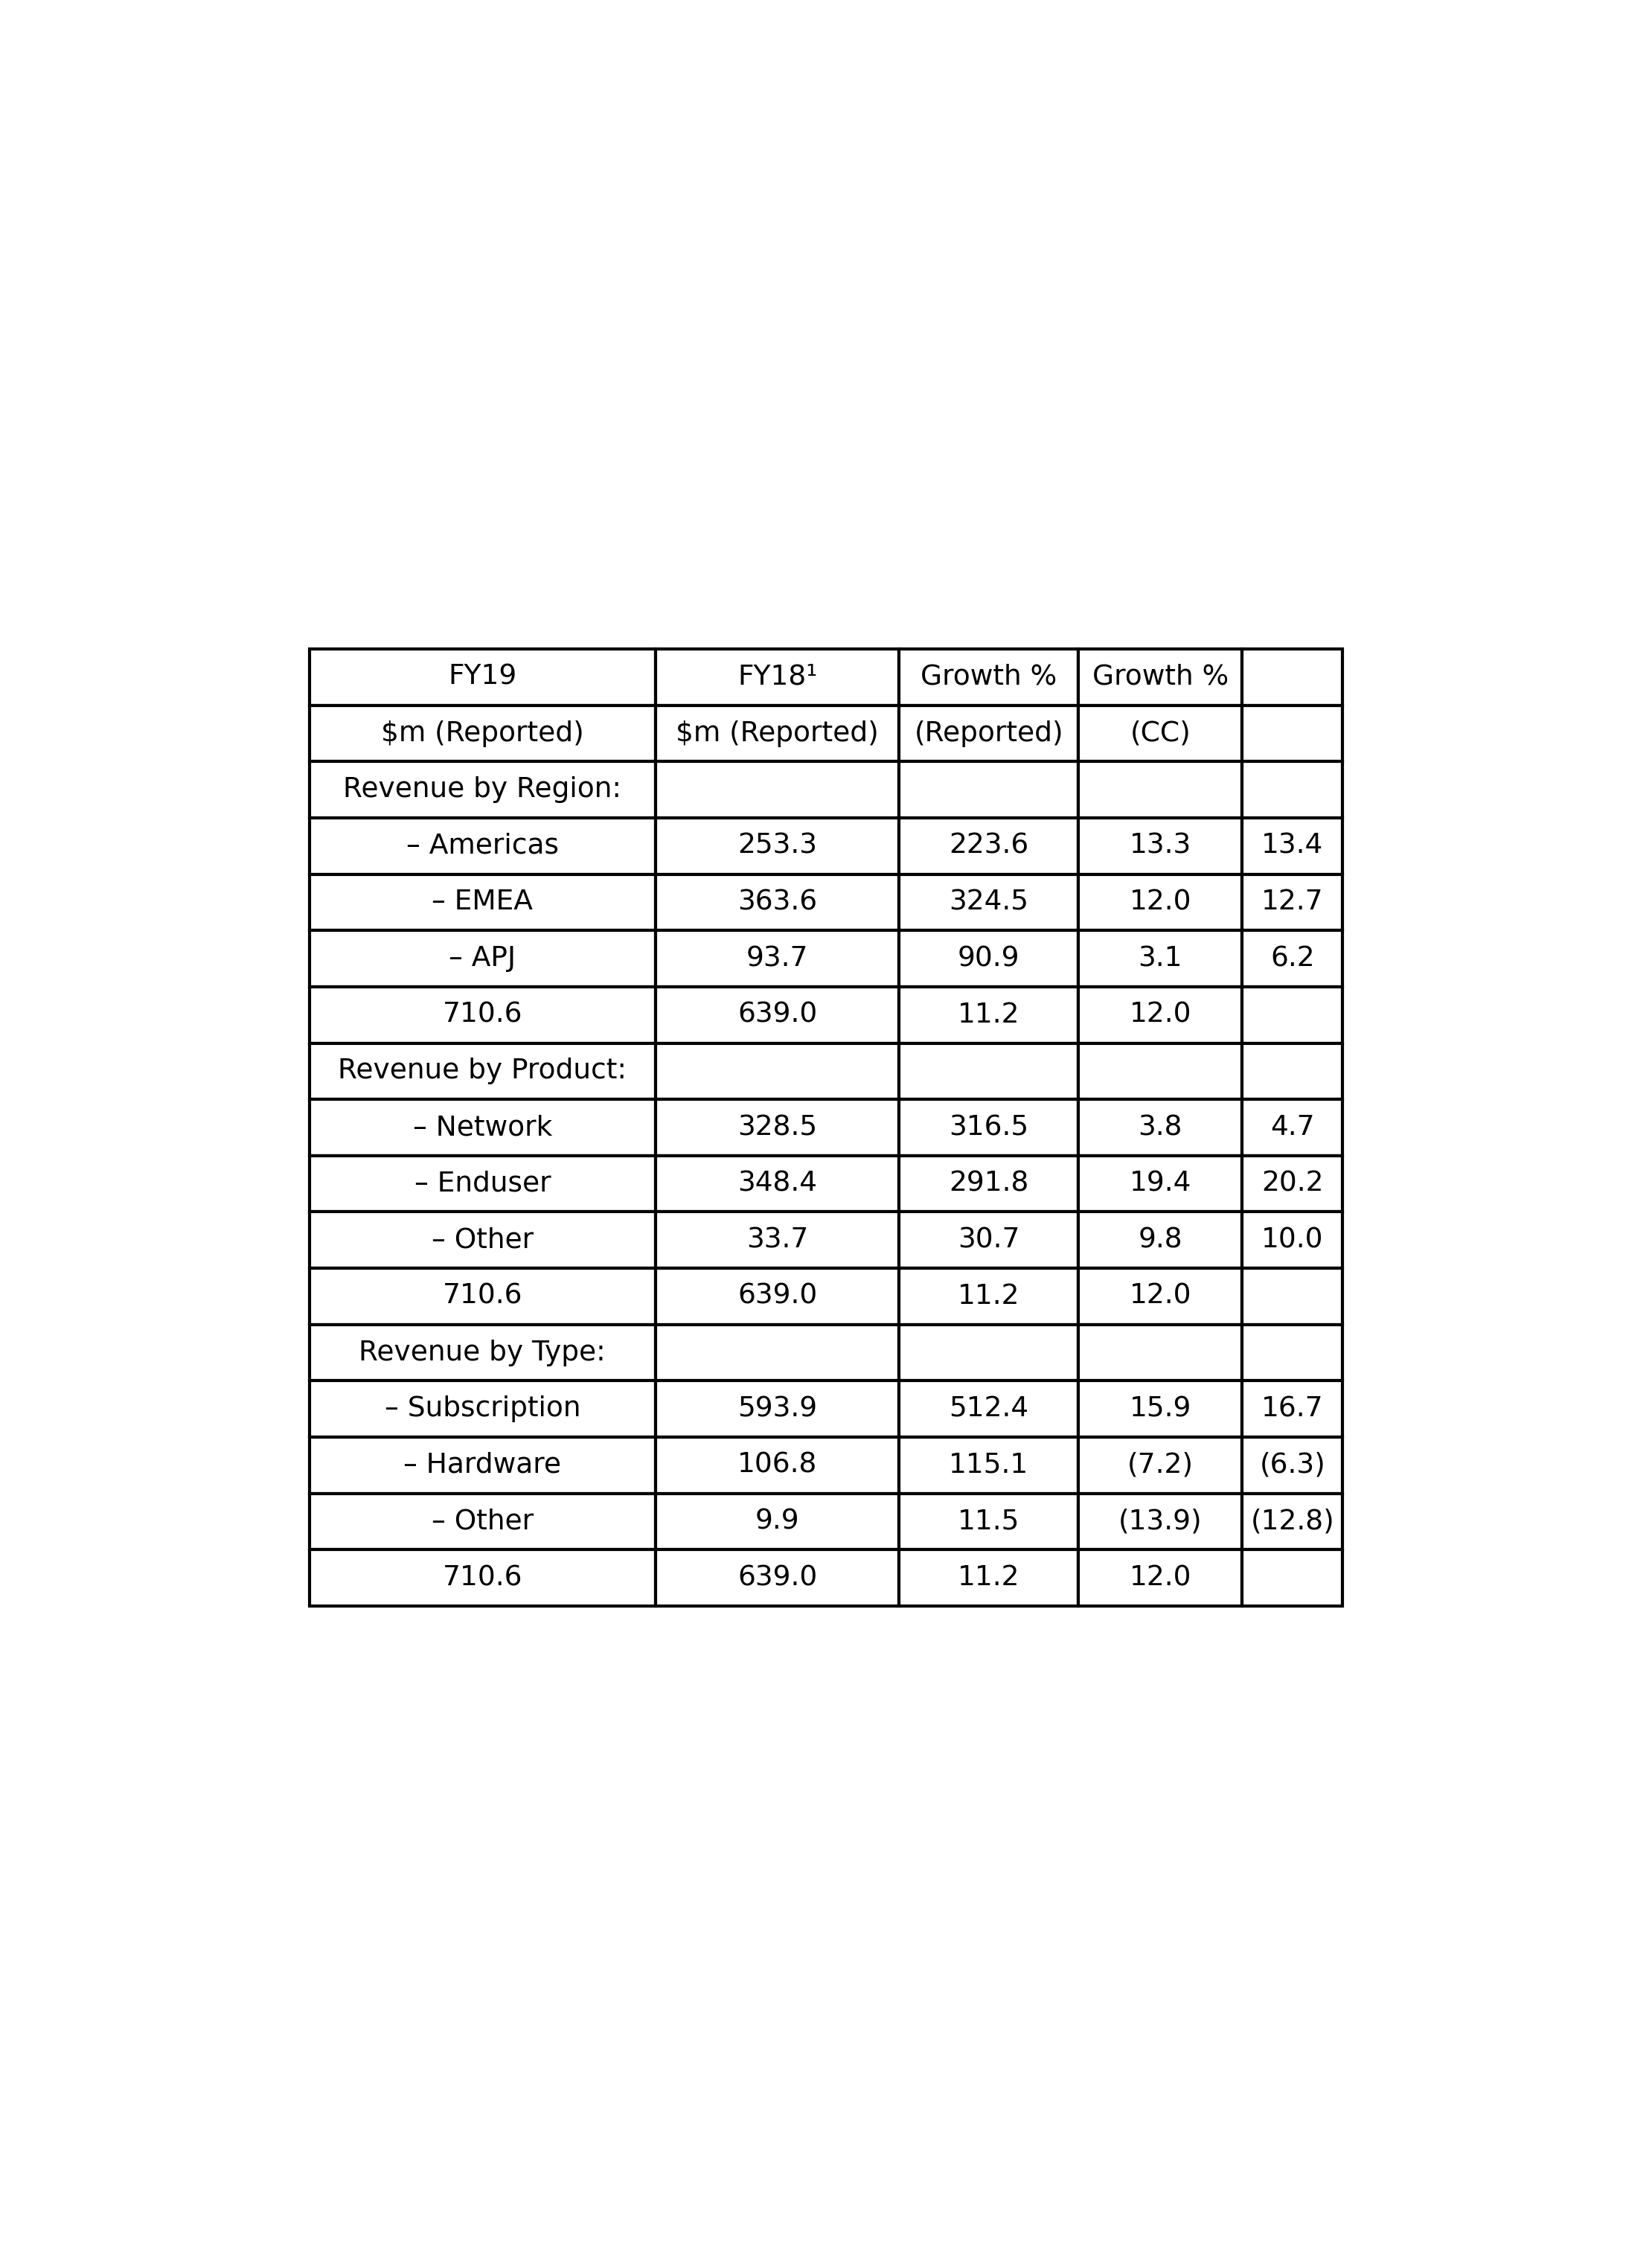 FY19 FY18¹ Growth % Growth %
$m (Reported) $m (Reported) (Reported) (CC)
Revenue by Region:
– Americas 253.3 223.6 13.3 13.4
– EMEA 363.6 324.5 12.0 12.7
– APJ 93.7 90.9 3.1 6.2
710.6 639.0 11.2 12.0
Revenue by Product:
– Network 328.5 316.5 3.8 4.7
– Enduser 348.4 291.8 19.4 20.2
– Other 33.7 30.7 9.8 10.0
710.6 639.0 11.2 12.0
Revenue by Type:
– Subscription 593.9 512.4 15.9 16.7
– Hardware 106.8 115.1 (7.2) (6.3)
– Other 9.9 11.5 (13.9) (12.8)
710.6 639.0 11.2 12.0